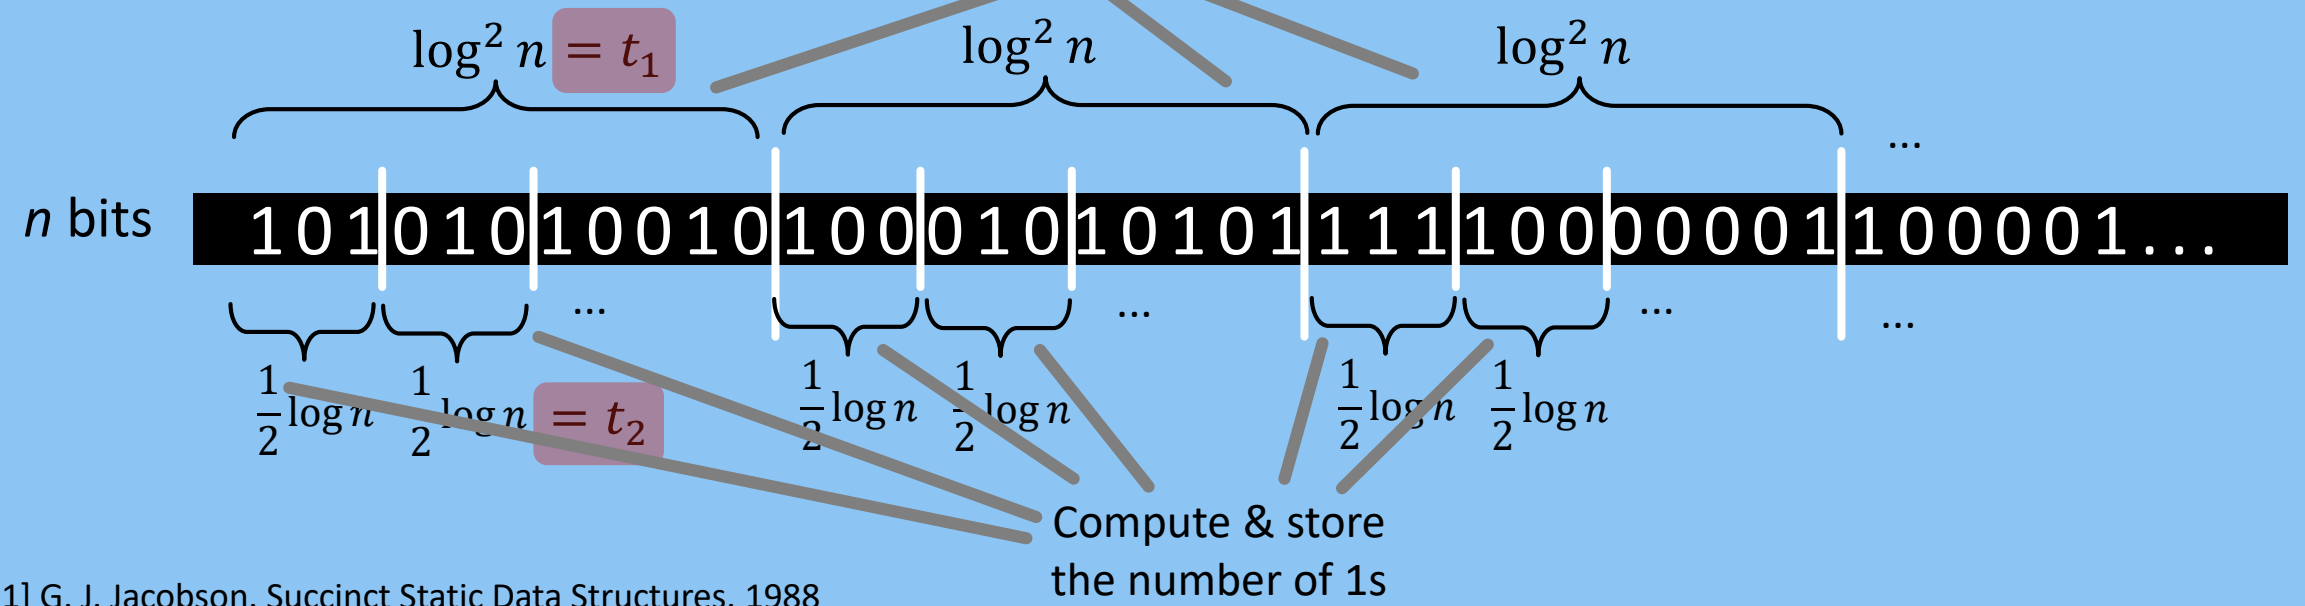 log² n = t₁ log² n log² n
...
n bits 1 0 1 0 1 0 1 0 0 1 0 1 0 0 0 1 0 1 0 1 0 1 1 1 1 1 0 0 0 0 0 0 1 1 0 0 0 0 1 . . .
... ... ... ...
1/2 log n 1/2 log n = t₂ 1/2 log n 1/2 log n 1/2 log n 1/2 log n
Compute & store
the number of 1s
1] G. J. Jacobson. Succinct Static Data Structures. 1988